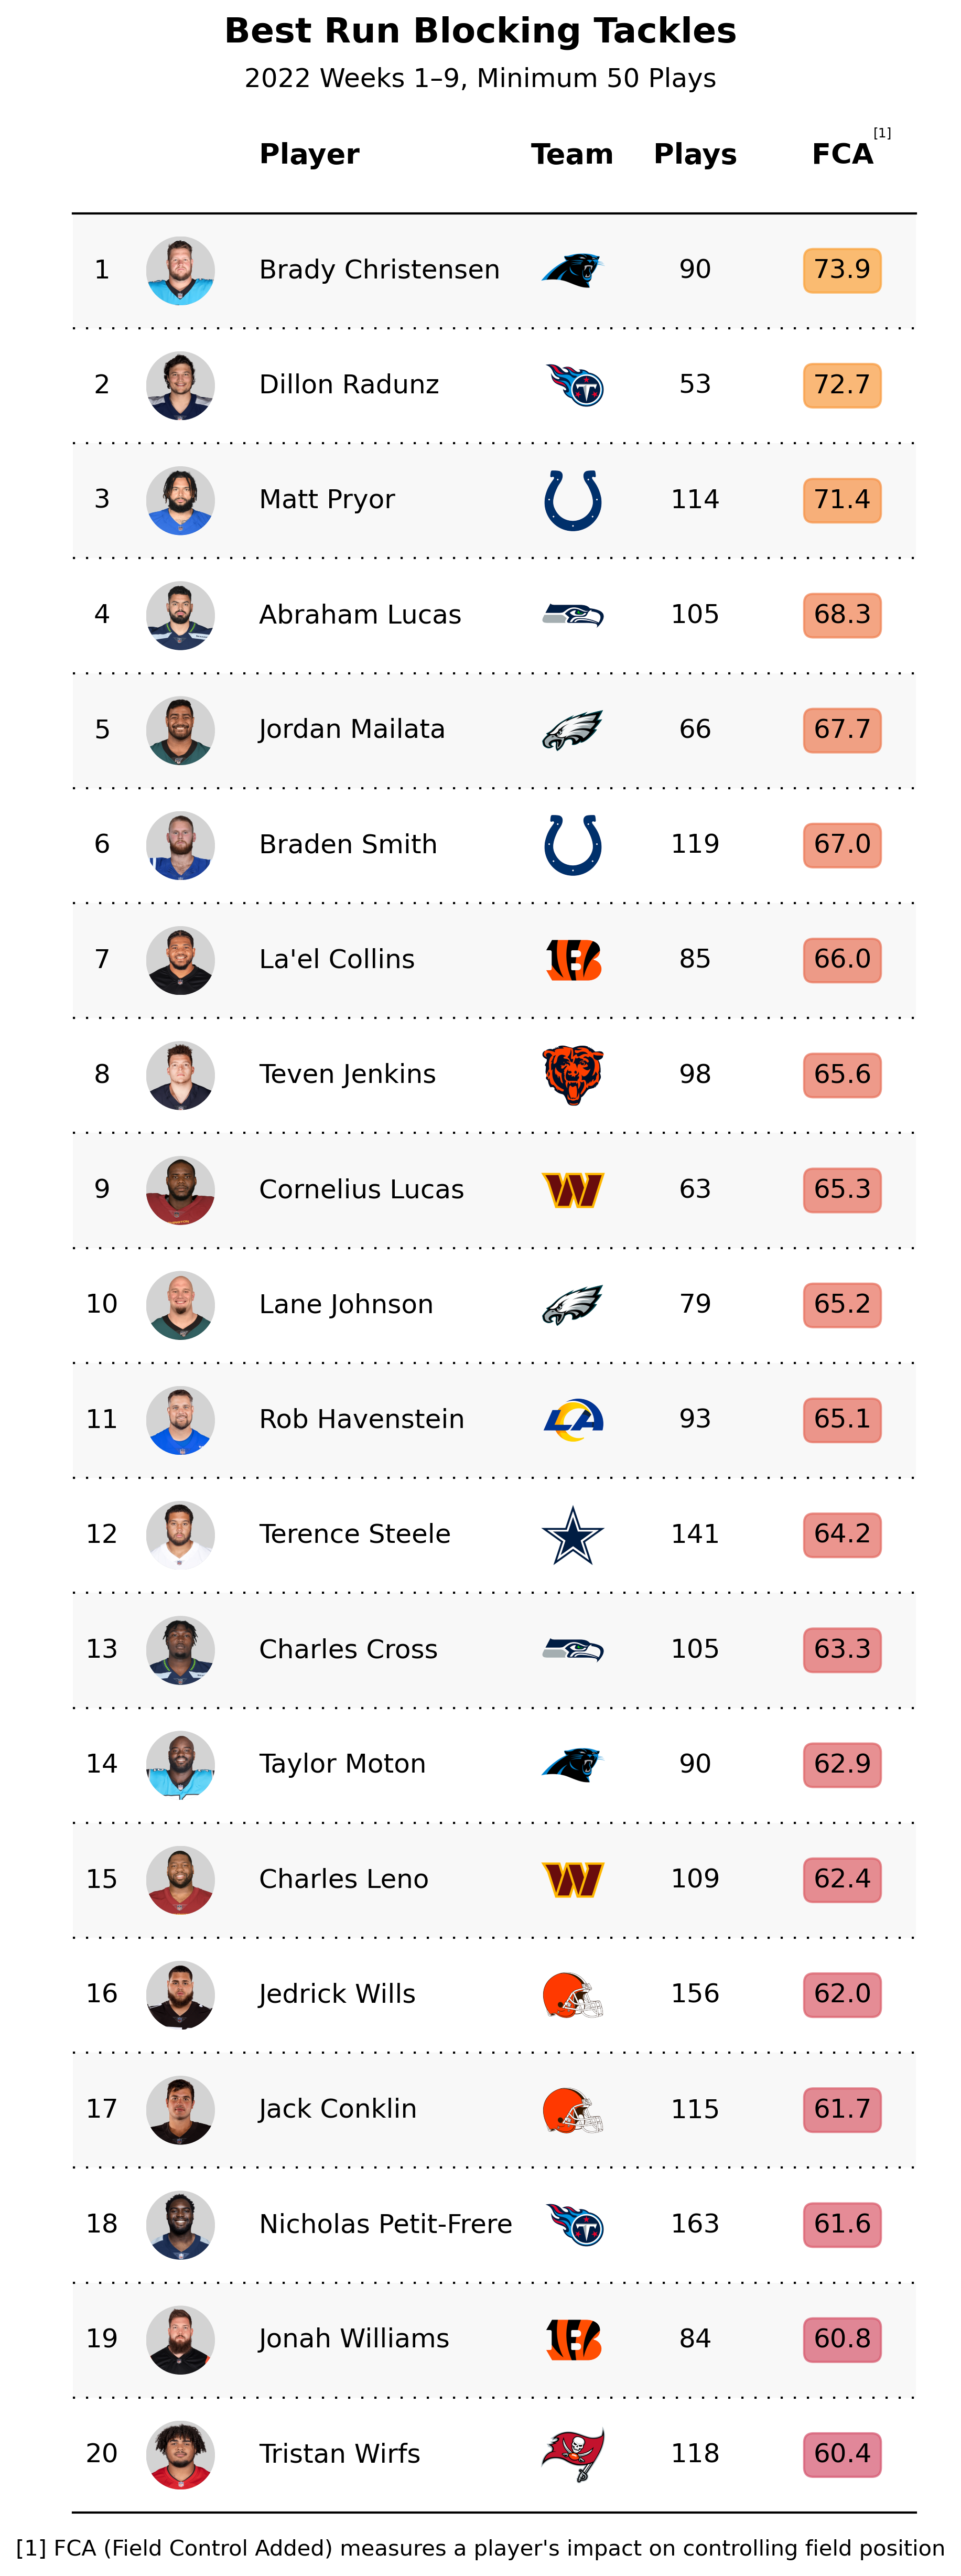 Best Run Blocking Tackles
2022 Weeks 1–9, Minimum 50 Plays
Player Team Plays FCA [1]
1 Brady Christensen 90 73.9
2 Dillon Radunz 53 72.7
3 Matt Pryor 114 71.4
4 Abraham Lucas 105 68.3
5 Jordan Mailata 66 67.7
6 Braden Smith 119 67.0
7 La'el Collins 85 66.0
8 Teven Jenkins 98 65.6
9 Cornelius Lucas 63 65.3
10 Lane Johnson 79 65.2
11 Rob Havenstein 93 65.1
12 Terence Steele 141 64.2
13 Charles Cross 105 63.3
14 Taylor Moton 90 62.9
15 Charles Leno 109 62.4
16 Jedrick Wills 156 62.0
17 Jack Conklin 115 61.7
18 Nicholas Petit-Frere 163 61.6
19 Jonah Williams 84 60.8
20 Tristan Wirfs 118 60.4
[1] FCA (Field Control Added) measures a player's impact on controlling field position